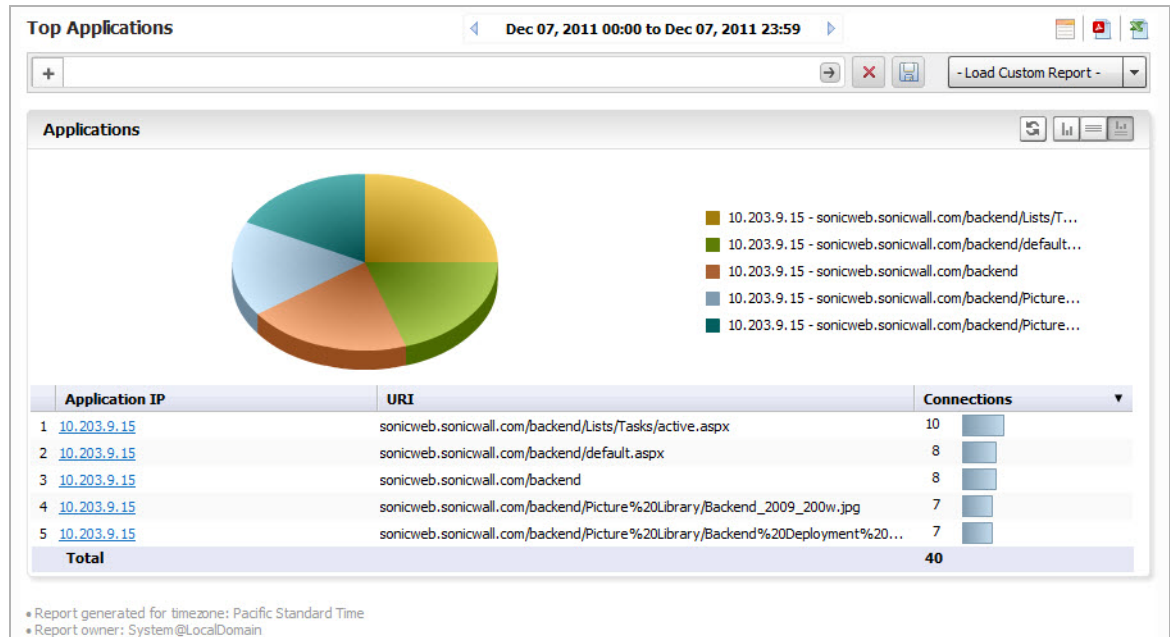 Top Applications
Dec 07, 2011 00:00 to Dec 07, 2011 23:59
- Load Custom Report -
Applications
10.203.9.15 - sonicweb.sonicwall.com/backend/Lists/T...
10.203.9.15 - sonicweb.sonicwall.com/backend/default...
10.203.9.15 - sonicweb.sonicwall.com/backend
10.203.9.15 - sonicweb.sonicwall.com/backend/Picture...
10.203.9.15 - sonicweb.sonicwall.com/backend/Picture...
Application IP URI Connections
1 10.203.9.15 sonicweb.sonicwall.com/backend/Lists/Tasks/active.aspx 10
2 10.203.9.15 sonicweb.sonicwall.com/backend/default.aspx 8
3 10.203.9.15 sonicweb.sonicwall.com/backend 8
4 10.203.9.15 sonicweb.sonicwall.com/backend/Picture%20Library/Backend_2009_200w.jpg 7
5 10.203.9.15 sonicweb.sonicwall.com/backend/Picture%20Library/Backend%20Deployment%20... 7
Total 40
• Report generated for timezone: Pacific Standard Time
• Report owner: System@LocalDomain